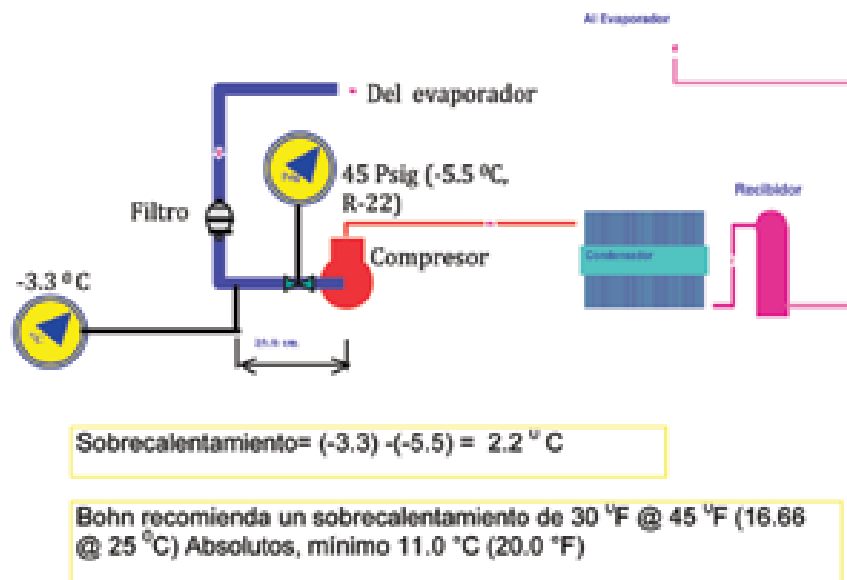 Al Evaporador
Del evaporador
45 Psig (-5.5 ºC,
R-22)
Filtro
Recibidor
Compresor
Condensador
-3.3 º C
cm.
Sobrecalentamiento= (-3.3) -(-5.5) = 2.2 º C
Bohn recomienda un sobrecalentamiento de 30 ºF @ 45 ºF (16.66
@ 25 ºC) Absolutos, mínimo 11.0 °C (20.0 °F)